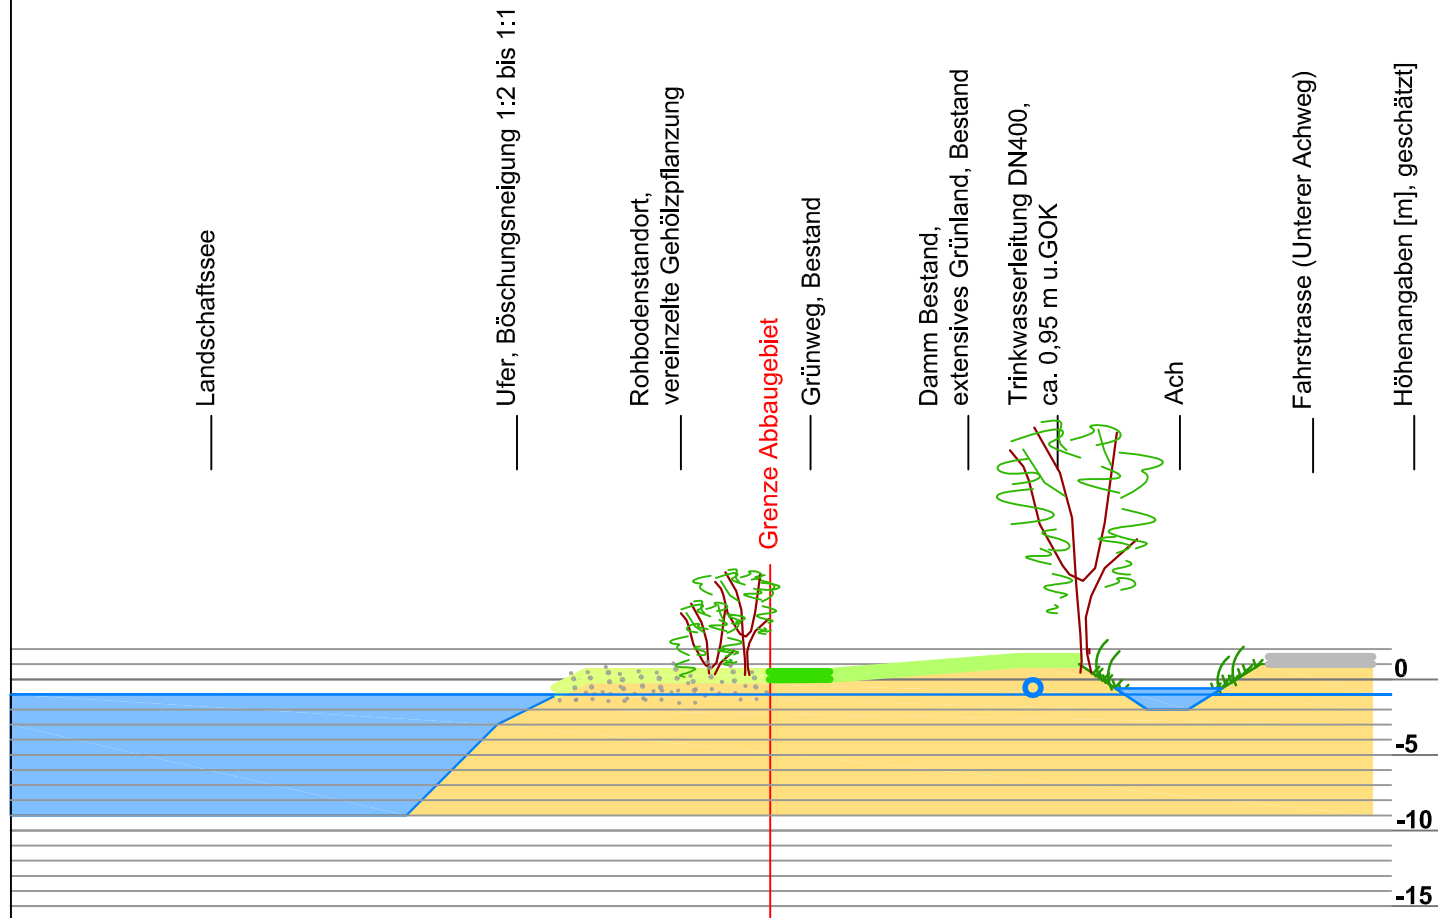 Landschaftssee
Ufer, Böschungsneigung 1:2 bis 1:1
Rohbodenstandort,
vereinzelte Gehölzpflanzung
Grenze Abbaugebiet
Grünweg, Bestand
Damm Bestand,
extensives Grünland, Bestand
Trinkwasserleitung DN400,
ca. 0,95 m u.GOK
Ach
Fahrstrasse (Unterer Achweg)
Höhenangaben [m], geschätzt]
0
-5
-10
-15